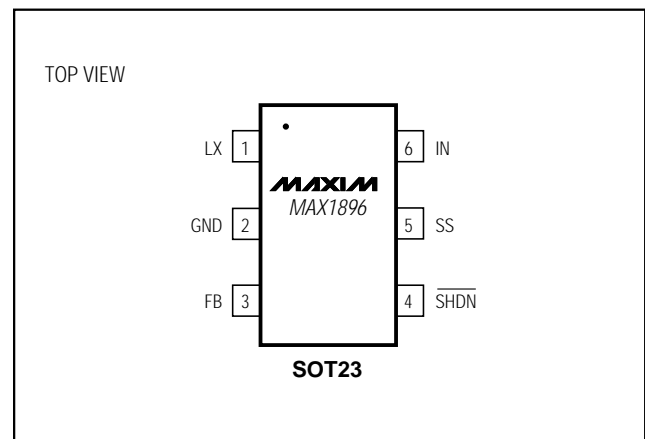 TOP VIEW
LX 1
6 IN
MAXIM
MAX1896
GND 2
5 SS
FB 3
4 SHDN
SOT23